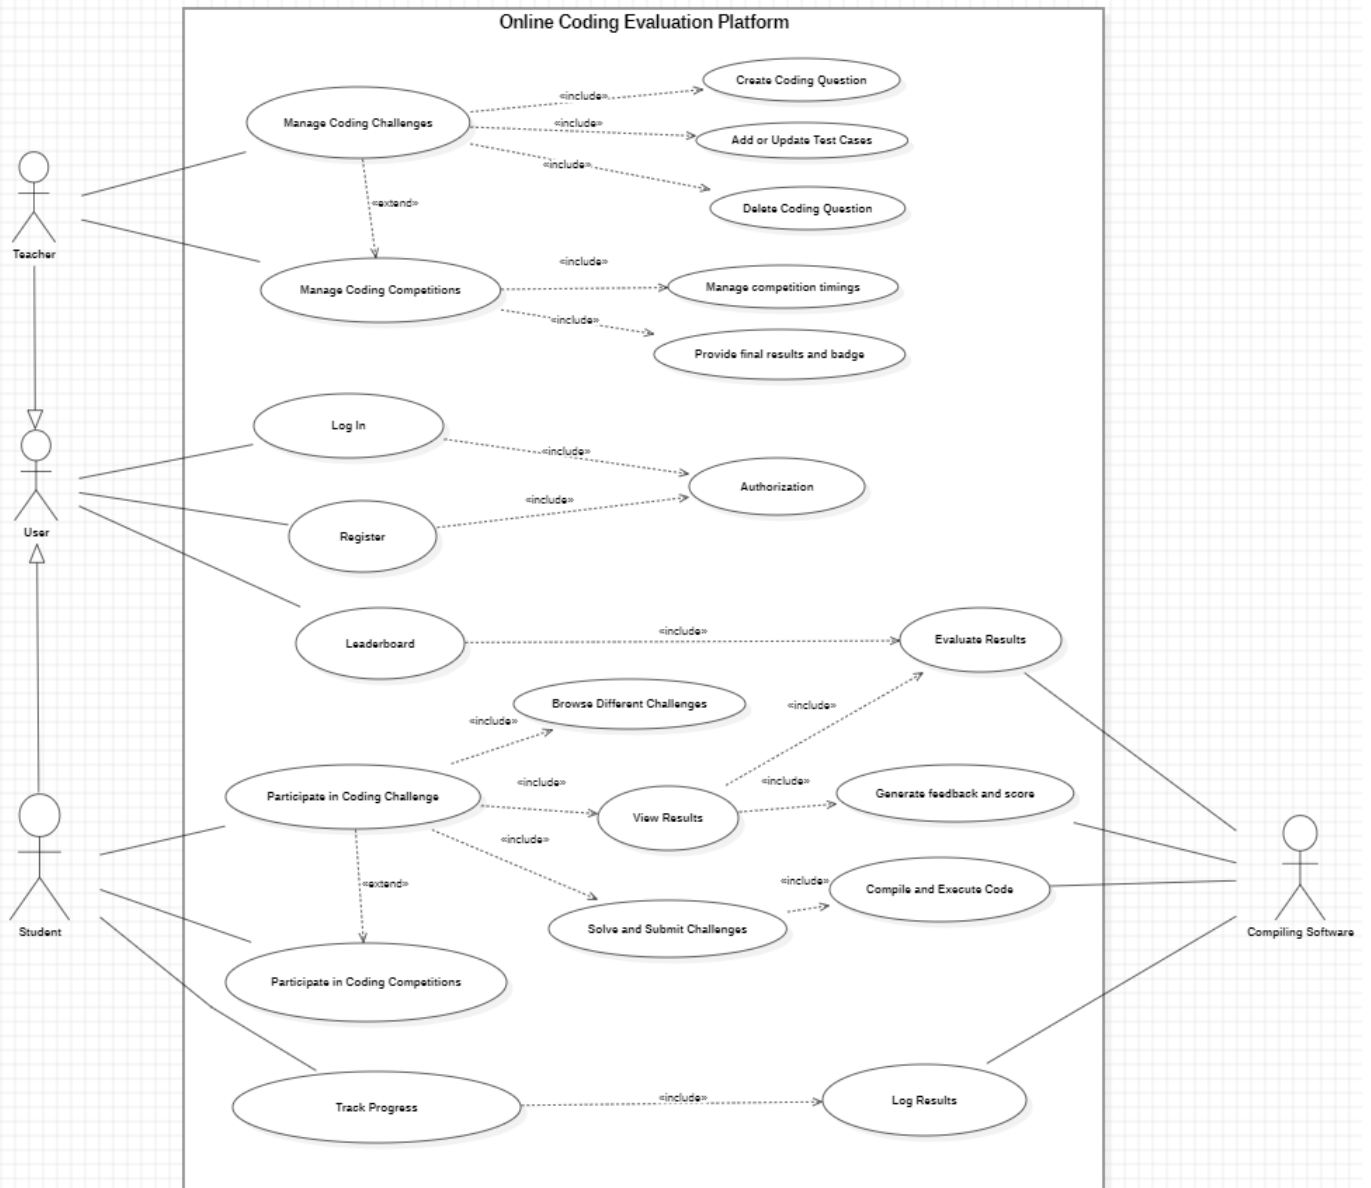 Online Coding Evaluation Platform
Create Coding Question
«include»
Manage Coding Challenges
«include»
Add or Update Test Cases
«include»
«extend»
Delete Coding Question
Teacher
«include»
Manage Coding Competitions
Manage competition timings
«include»
Provide final results and badge
Log In
«include»
Authorization
«include»
User
Register
«include»
Evaluate Results
Leaderboard
Browse Different Challenges
«include»
«include»
«include»
«include»
Participate in Coding Challenge
Generate feedback and score
View Results
«include»
«extend»
«include»
Compile and Execute Code
Solve and Submit Challenges
Student
Compiling Software
Participate in Coding Competitions
«include»
Track Progress
Log Results